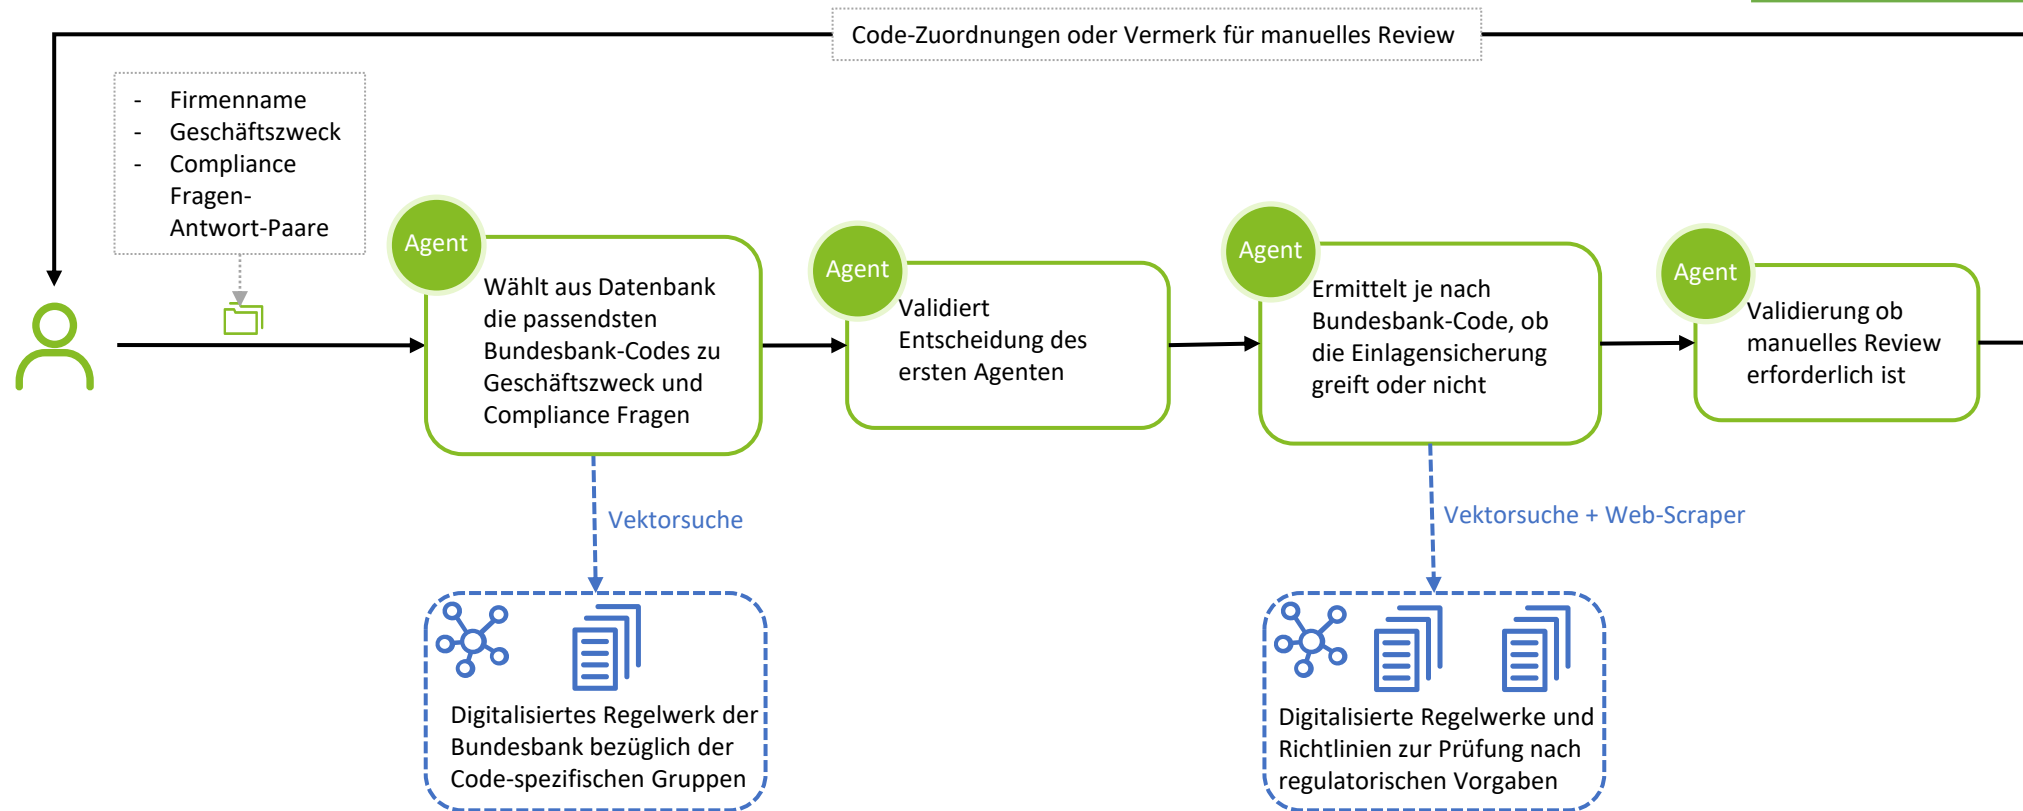 Code-Zuordnungen oder Vermerk für manuelles Review
- Firmenname
- Geschäftszweck
- Compliance
Fragen-
Antwort-Paare
Agent
Wählt aus Datenbank
die passendsten
Bundesbank-Codes zu
Geschäftszweck und
Compliance Fragen
Agent
Validiert
Entscheidung des
ersten Agenten
Agent
Ermittelt je nach
Bundesbank-Code, ob
die Einlagensicherung
greift oder nicht
Agent
Validierung ob
manuelles Review
erforderlich ist
Vektorsuche
Vektorsuche + Web-Scraper
Digitalisiertes Regelwerk der
Bundesbank bezüglich der
Code-spezifischen Gruppen
Digitalisierte Regelwerke und
Richtlinien zur Prüfung nach
regulatorischen Vorgaben